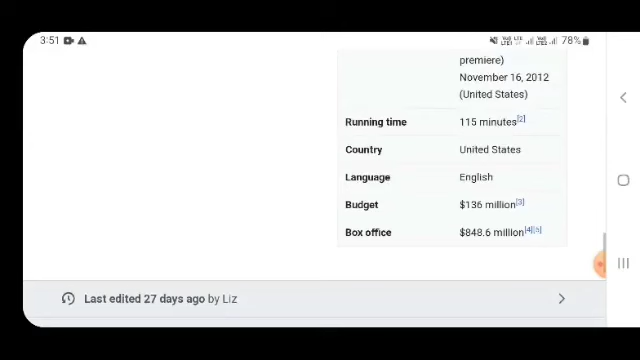 3:51
78%
premiere)
November 16, 2012
(United States)
Running time 115 minutes[2]
Country United States
Language English
Budget $136 million[3]
Box office $848.6 million[4][5]
Last edited 27 days ago by Liz